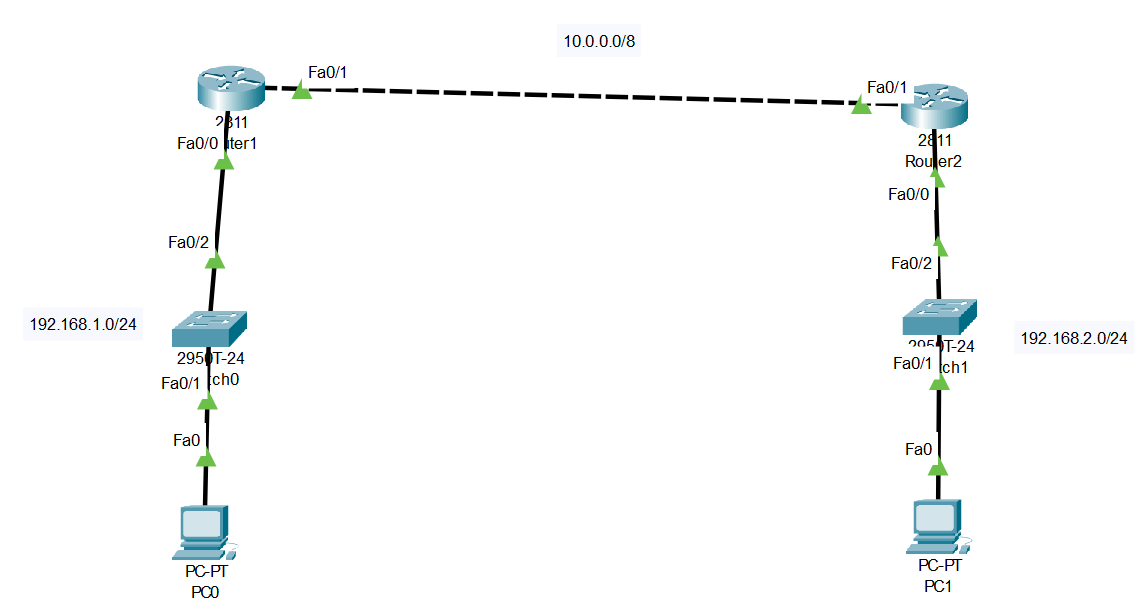 10.0.0.0/8
Fa0/1
Fa0/1
2811
Fa0/0
2811
Router2
Fa0/0
Fa0/2
Fa0/2
192.168.1.0/24
192.168.2.0/24
2950T-24
2950T-24
Fa0/1
Fa0/1
Fa0
Fa0
PC-PT
PC0
PC-PT
PC1